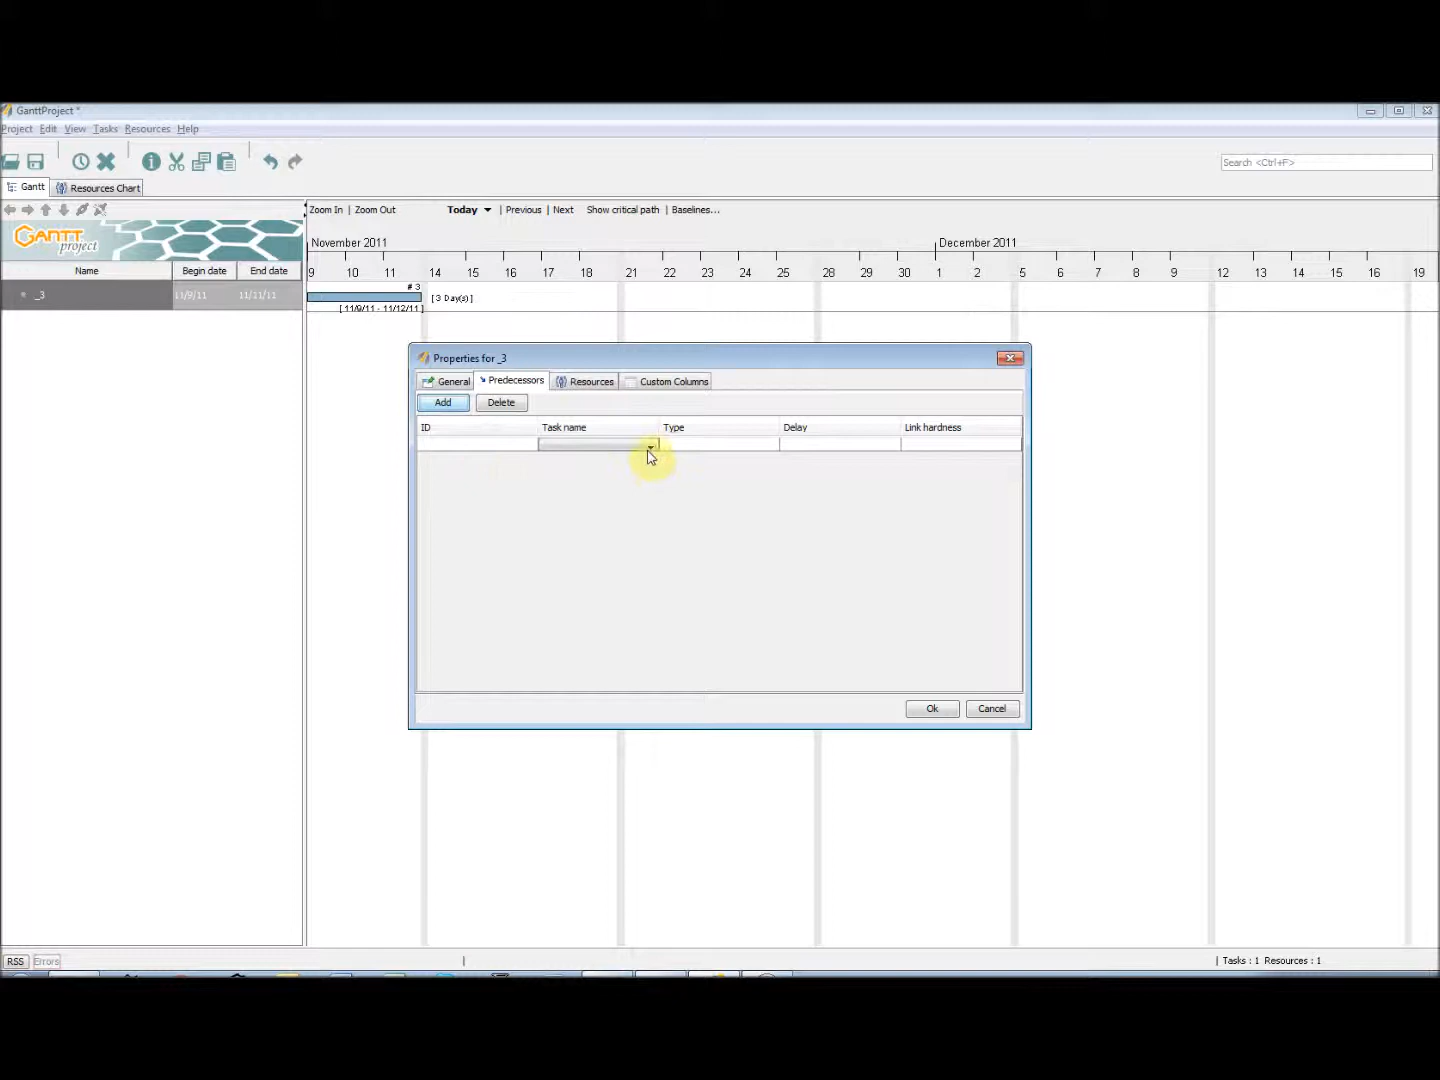 GanttProject *
Project Edit View Tasks Resources Help
Search <Ctrl+F>
Gantt Resources Chart
Zoom In | Zoom Out Today | Previous | Next Show critical path | Baselines...
GANTT project
November 2011 December 2011
Name Begin date End date
9 10 11 14 15 16 17 18 21 22 23 24 25 28 29 30 1 2 5 6 7 8 9 12 13 14 15 16 19
# 3
_3 11/9/11 11/11/11
[ 3 Day(s) ]
[ 11/9/11 - 11/12/11 ]
Properties for _3
General Predecessors Resources Custom Columns
Add Delete
ID Task name Type Delay Link hardness
Ok Cancel
RSS Errors
| | Tasks : 1 Resources : 1